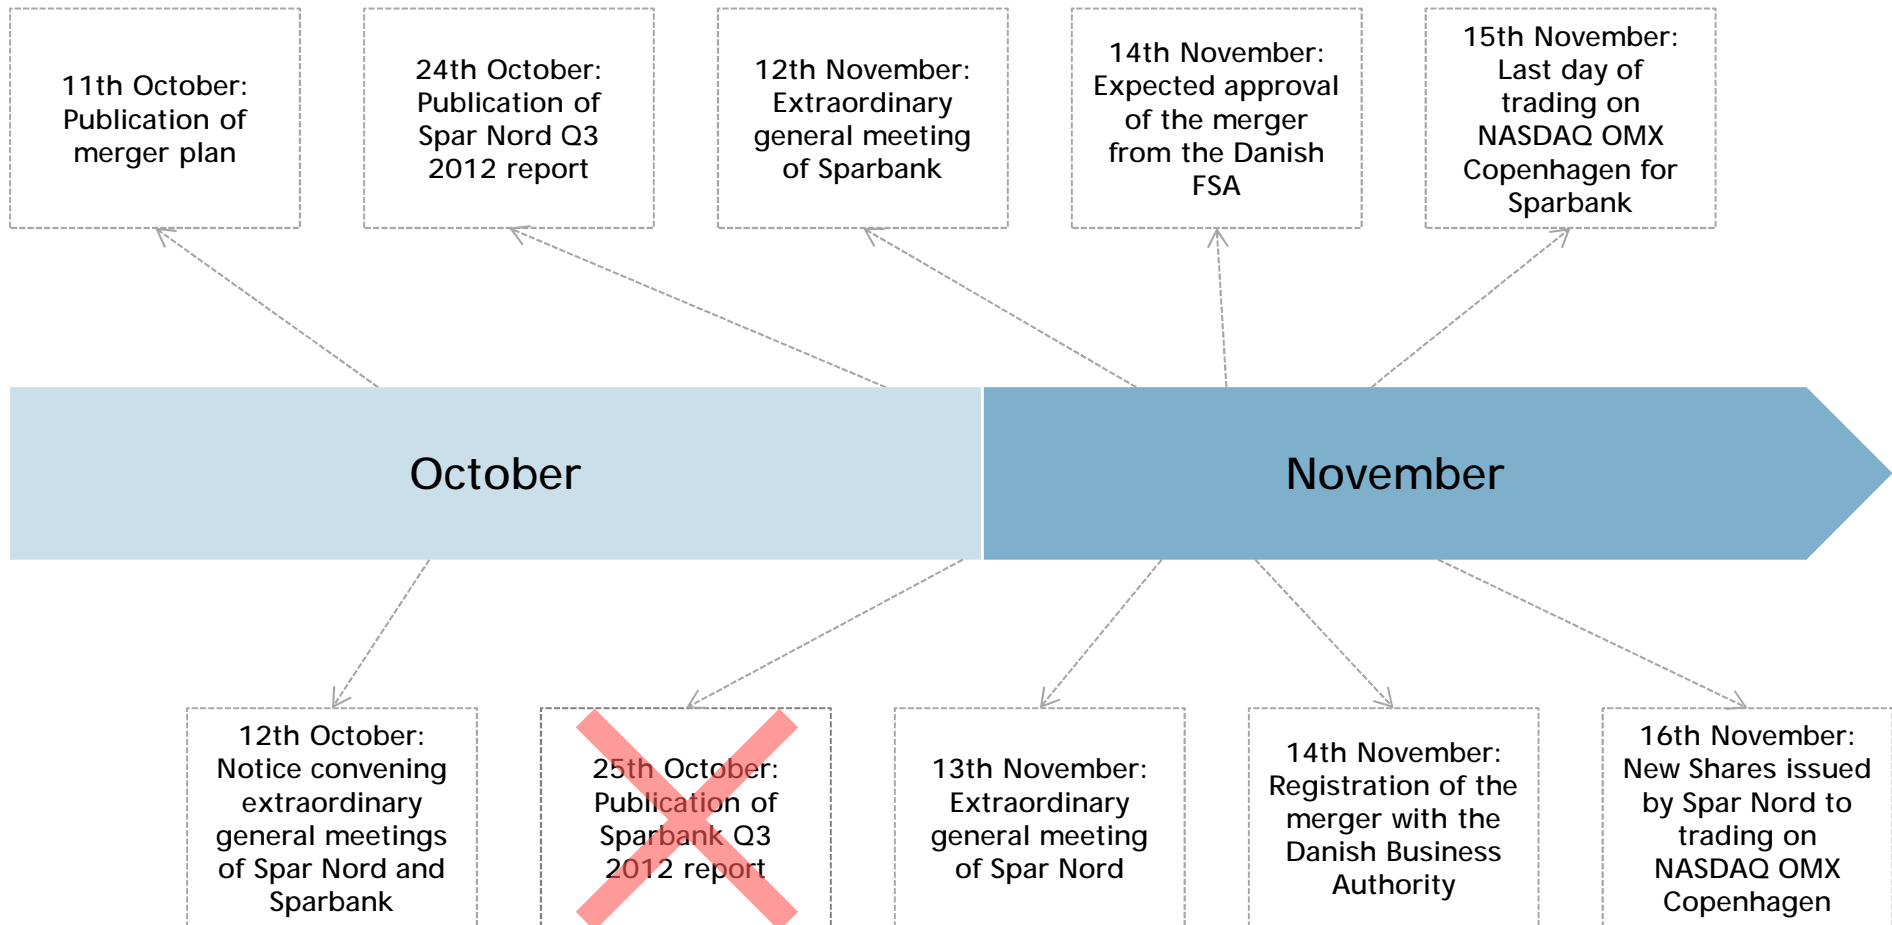 11th October:
Publication of
merger plan
24th October:
Publication of
Spar Nord Q3
2012 report
12th November:
Extraordinary
general meeting
of Sparbank
14th November:
Expected approval
of the merger
from the Danish
FSA
15th November:
Last day of
trading on
NASDAQ OMX
Copenhagen for
Sparbank
October
November
12th October:
Notice convening
extraordinary
general meetings
of Spar Nord and
Sparbank
25th October:
Publication of
Sparbank Q3
2012 report
13th November:
Extraordinary
general meeting
of Spar Nord
14th November:
Registration of the
merger with the
Danish Business
Authority
16th November:
New Shares issued
by Spar Nord to
trading on
NASDAQ OMX
Copenhagen